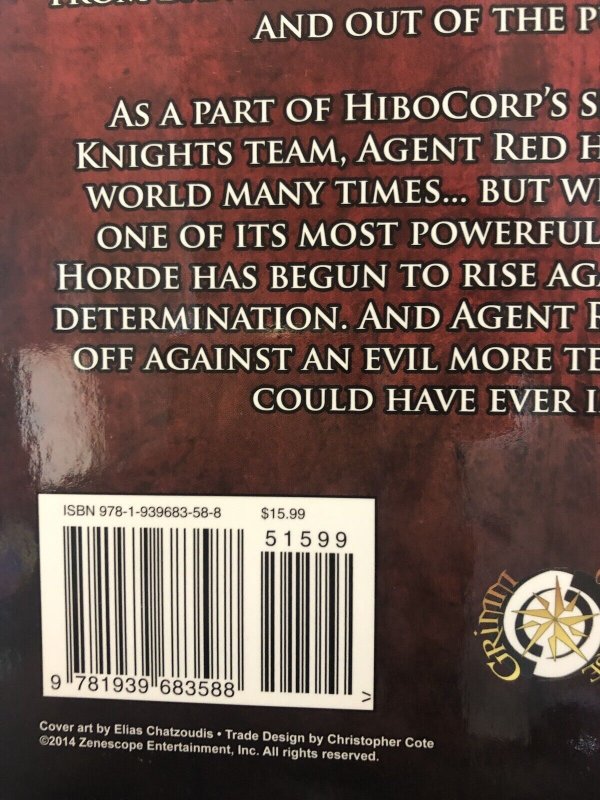 AND OUT OF THE P
AS A PART OF HIBOCORP'S S
KNIGHTS TEAM, AGENT RED H
WORLD MANY TIMES... BUT WI
ONE OF ITS MOST POWERFUL
HORDE HAS BEGUN TO RISE AGA
DETERMINATION. AND AGENT R
OFF AGAINST AN EVIL MORE TE
COULD HAVE EVER I
ISBN 978-1-939683-58-8 $15.99
51599
9 781939 683588 >
GRIMM
Cover art by Elias Chatzoudis • Trade Design by Christopher Cote
©2014 Zenescope Entertainment, Inc. All rights reserved.